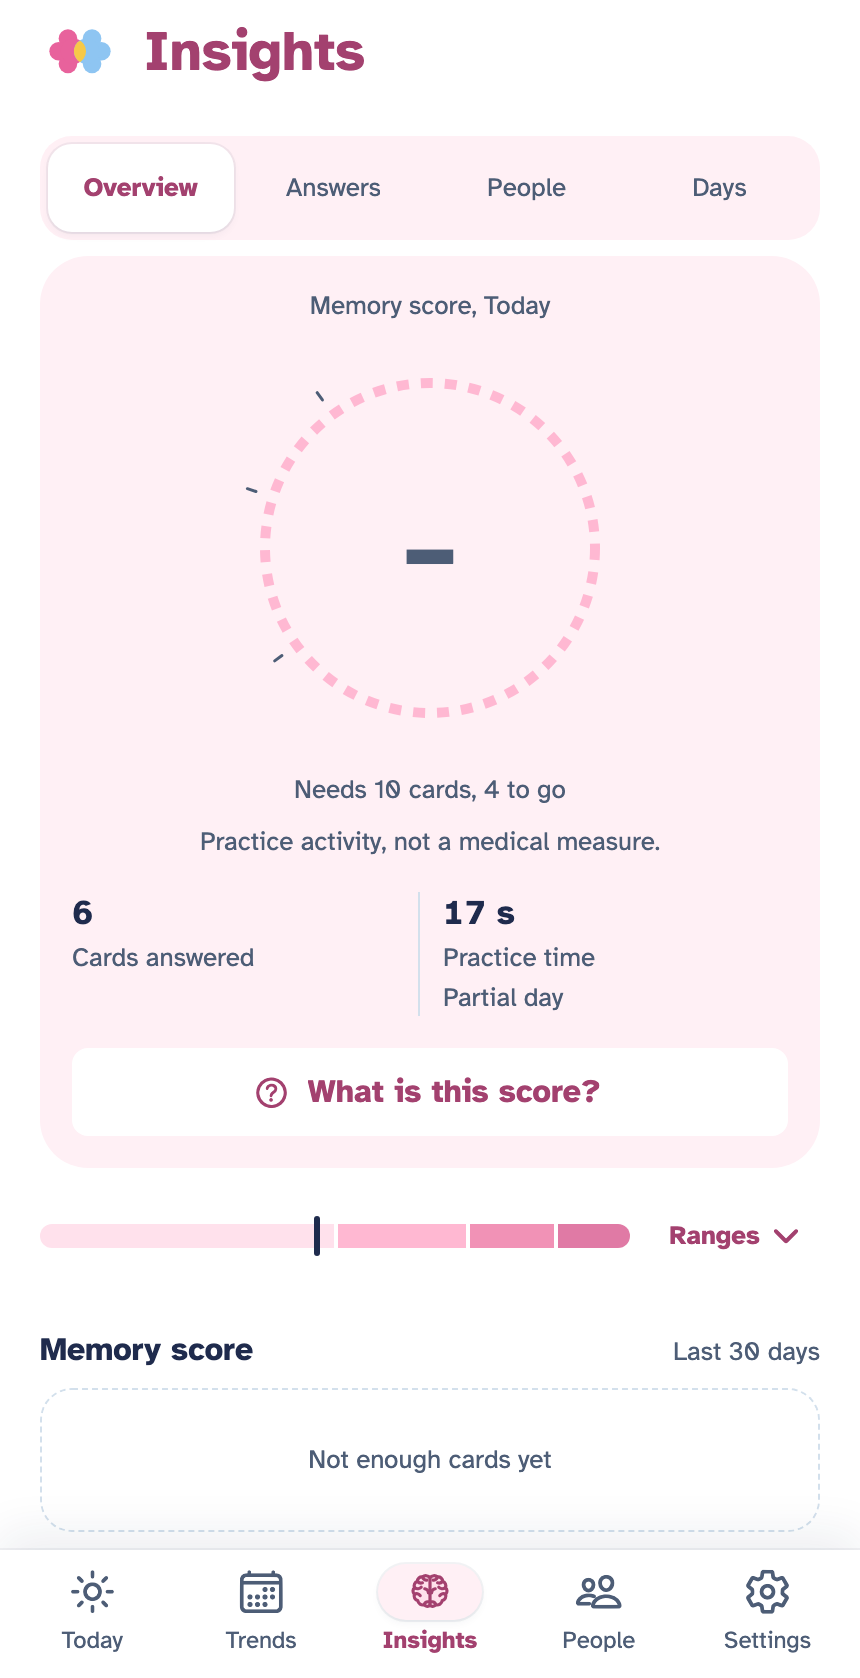 Insights
Overview
Answers
People
Days
Memory score, Today
–
Needs 10 cards, 4 to go
Practice activity, not a medical measure.
6
Cards answered
17 s
Practice time
Partial day
What is this score?
Ranges
Memory score
Last 30 days
Not enough cards yet
Today
Trends
Insights
People
Settings